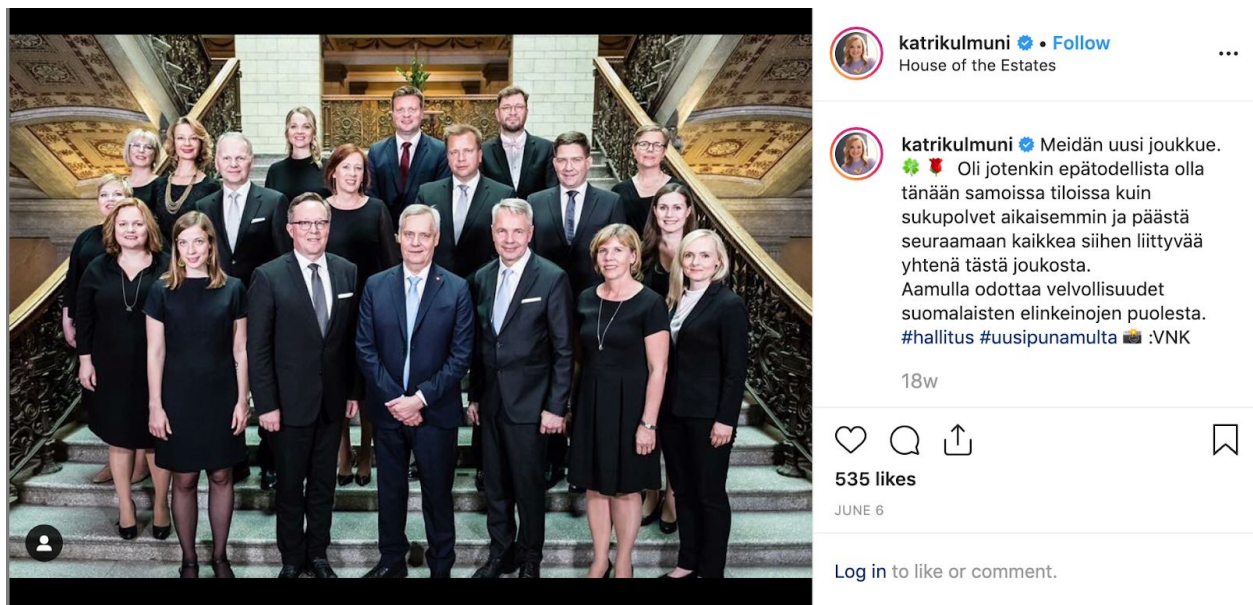 katrikulmuni • Follow
House of the Estates
katrikulmuni Meidän uusi joukkue.
🍀 🌹 Oli jotenkin epätodellista olla
tänään samoissa tiloissa kuin
sukupolvet aikaisemmin ja päästä
seuraamaan kaikkea siihen liittyvää
yhtenä tästä joukosta.
Aamulla odottaa velvollisuudet
suomalaisten elinkeinojen puolesta.
#hallitus #uusipunamulta 📸 :VNK
18w
535 likes
JUNE 6
Log in to like or comment.